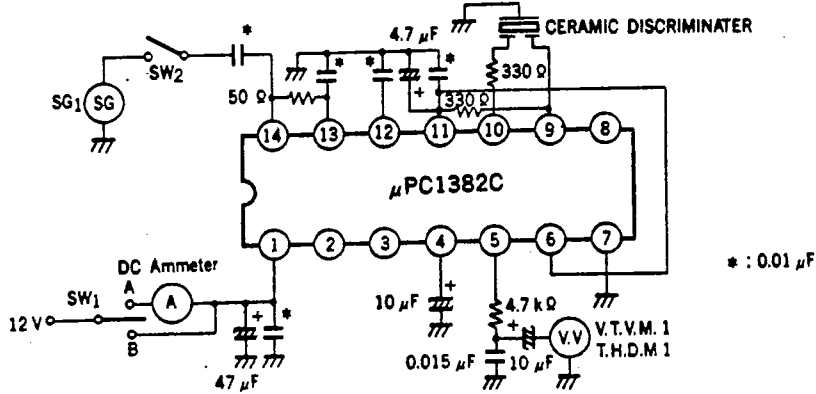 *
4.7 μF
CERAMIC DISCRIMINATER
SW2
*
*
*
330 Ω
SG1
SG
50 Ω
+
330 Ω
14
13
12
11
10
9
8
μPC1382C
1
2
3
4
5
6
7
* : 0.01 μF
DC Ammeter
A
A
SW1
12 V
B
+
*
47 μF
+
10 μF
4.7 kΩ
+
V.V
V.T.V.M. 1
T.H.D.M 1
0.015 μF
10 μF